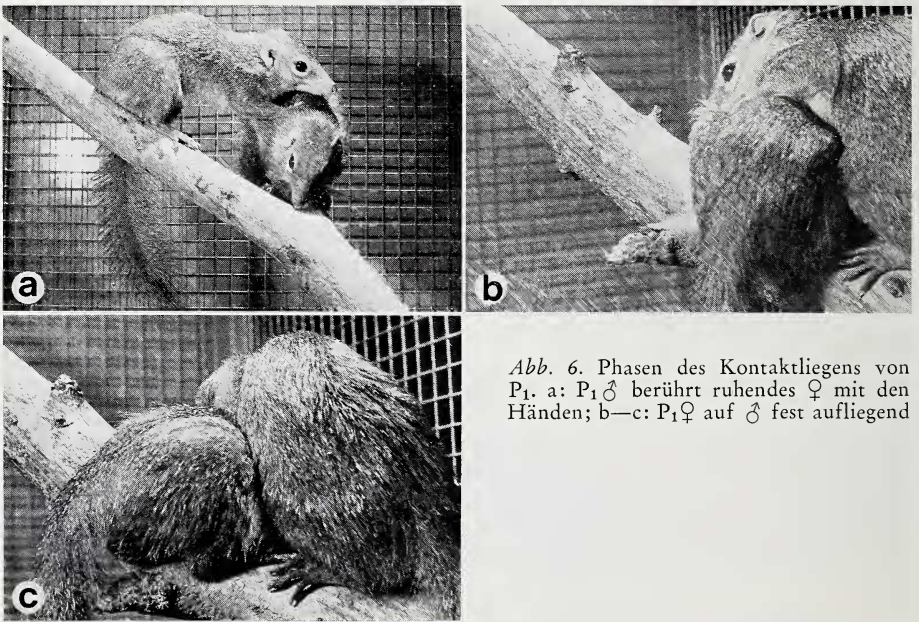 a
b
c
Abb. 6. Phasen des Kontaktliegens von
P₁. a: P₁♂ berührt ruhendes ♀ mit den
Händen; b—c: P₁♀ auf ♂ fest aufliegend